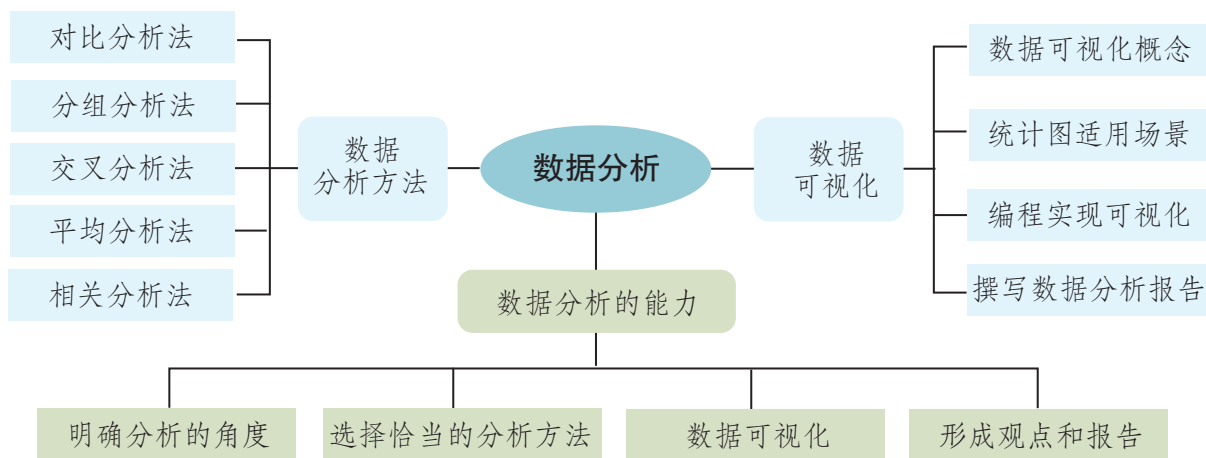 对比分析法
分组分析法
交叉分析法
平均分析法
相关分析法
数据
分析方法
数据分析
数据
可视化
数据可视化概念
统计图适用场景
编程实现可视化
撰写数据分析报告
数据分析的能力
明确分析的角度
选择恰当的分析方法
数据可视化
形成观点和报告